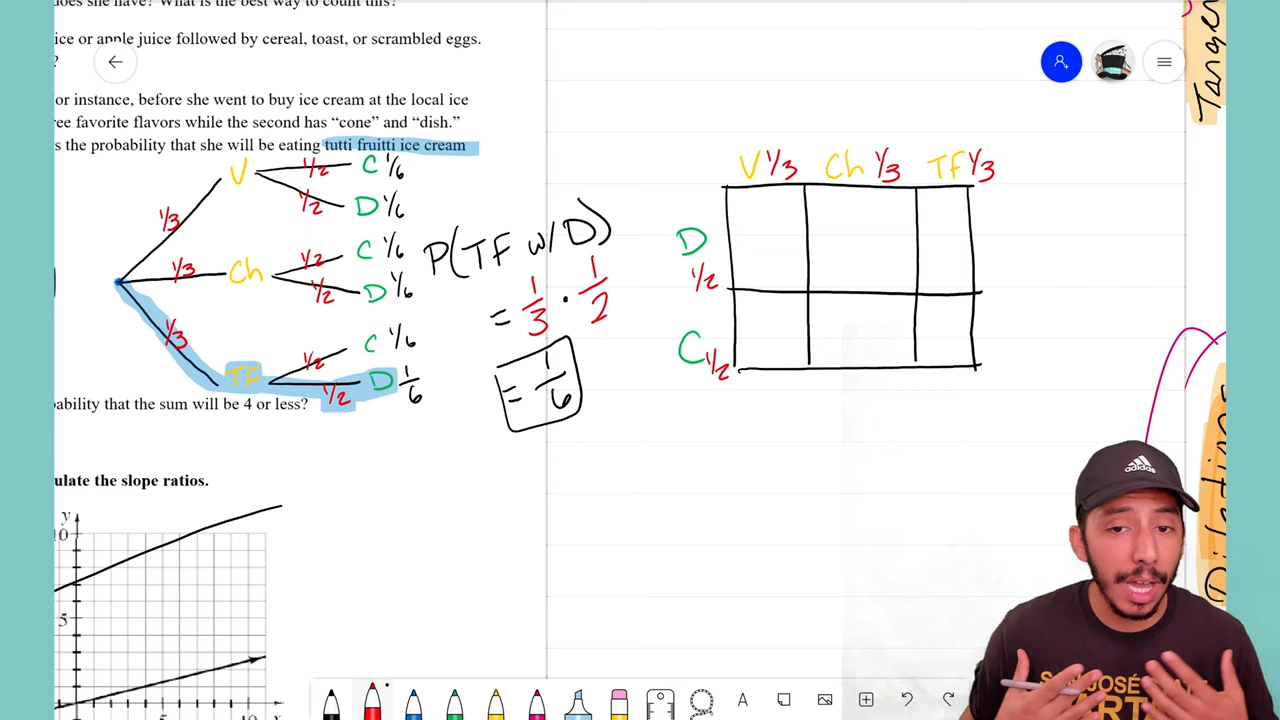 does she have? What is the best way to count this?
ice or apple juice followed by cereal, toast, or scrambled eggs.
?
or instance, before she went to buy ice cream at the local ice
ree favorite flavors while the second has “cone” and “dish.”
s the probability that she will be eating tutti fruitti ice cream
V 1/3 Ch 1/3 TF 1/3
1/3 V 1/2 C 1/6
1/2 D 1/6
1/3 Ch 1/2 C 1/6
1/2 D 1/6
1/3 TF 1/2 C 1/6
1/2 D 1/6
P(TF w/D)
= 1/3 · 1/2
= 1/6
D 1/2
C 1/2
bability that the sum will be 4 or less?
ulate the slope ratios.
y
10
5
5 10 x
Tanger
Dilations
A
adidas
SAN JOSÉ STATE